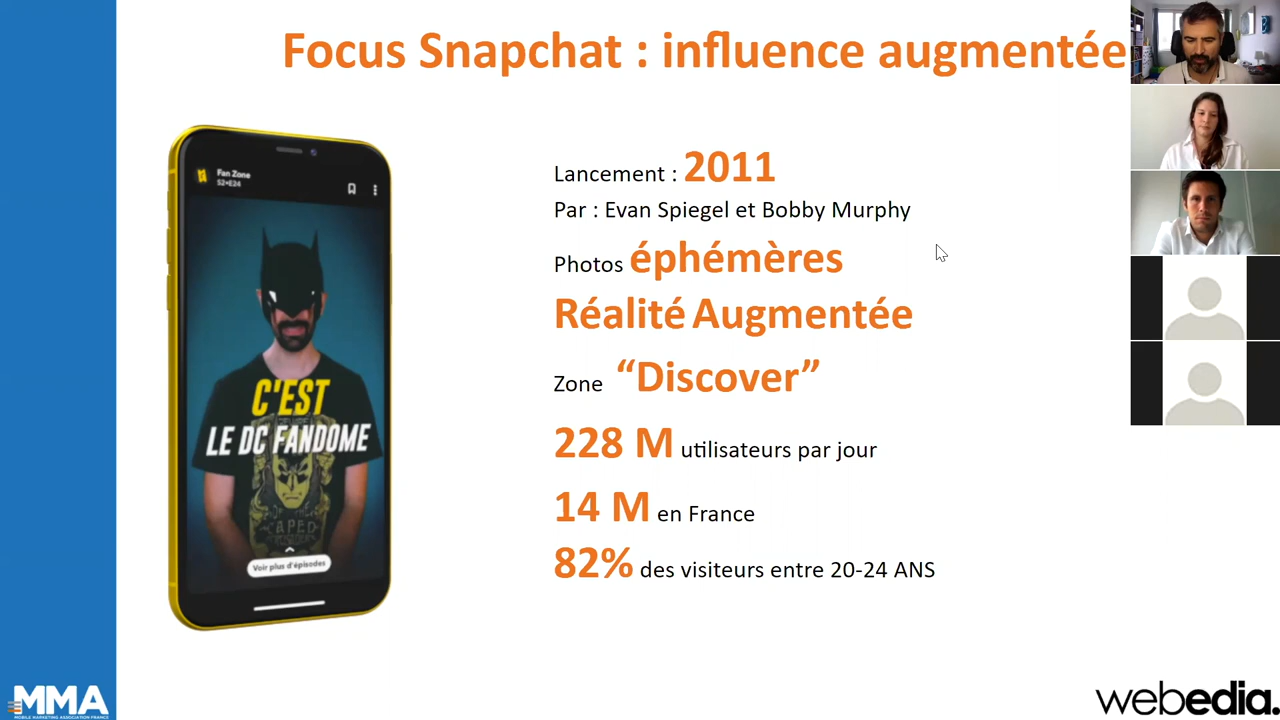 Focus Snapchat : influence augmentée
Fan Zone
S2•E24
C'EST
LE DC FANDOME
Voir plus d'épisodes
Lancement : 2011
Par : Evan Spiegel et Bobby Murphy
Photos éphémères
Réalité Augmentée
Zone “Discover”
228 M utilisateurs par jour
14 M en France
82% des visiteurs entre 20-24 ANS
MMA
MOBILE MARKETING ASSOCIATION FRANCE
webedia.